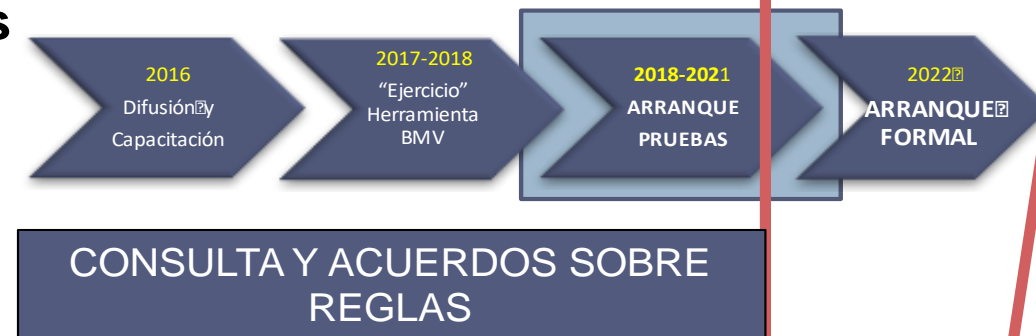 s
2016
Difusión⍰y
Capacitación
2017-2018
“Ejercicio”
Herramienta
BMV
2018-2021
ARRANQUE
PRUEBAS
2022⍰
ARRANQUE⍰
FORMAL
CONSULTA Y ACUERDOS SOBRE
REGLAS